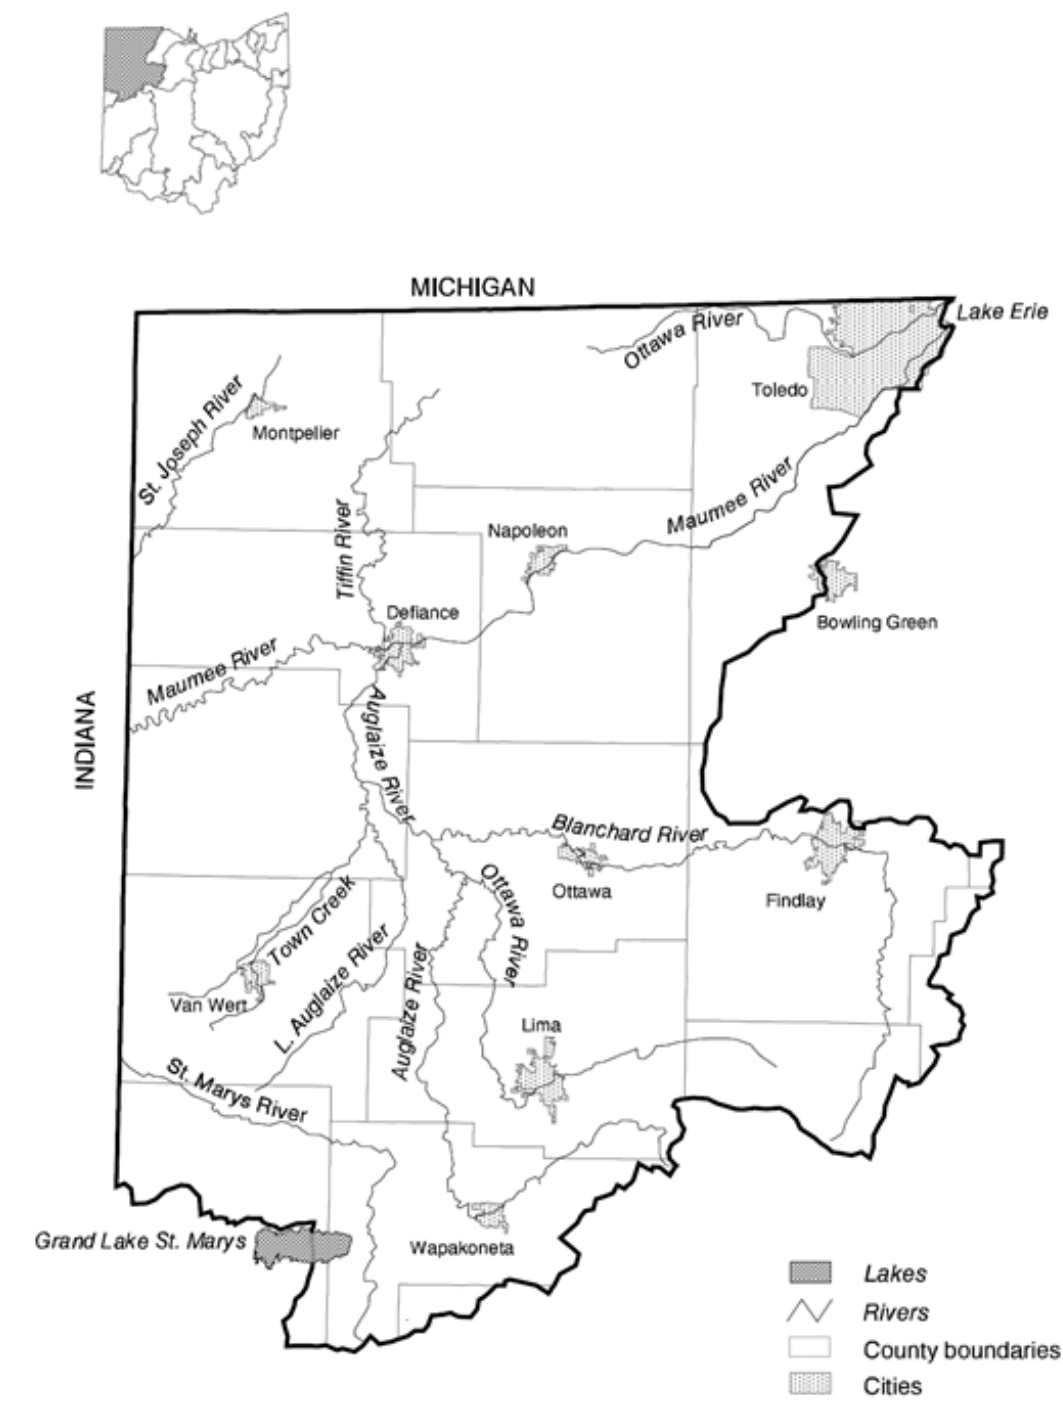 MICHIGAN
Lake Erie
Ottawa River
Toledo
St. Joseph River
Montpelier
Maumee River
Tiffin River
Napoleon
Defiance
Bowling Green
Maumee River
INDIANA
Auglaize River
Blanchard River
Ottawa
Findlay
Ottawa River
Town Creek
Van Wert
L. Auglaize River
Auglaize River
Lima
St. Marys River
Grand Lake St. Marys
Wapakoneta
Lakes
Rivers
County boundaries
Cities